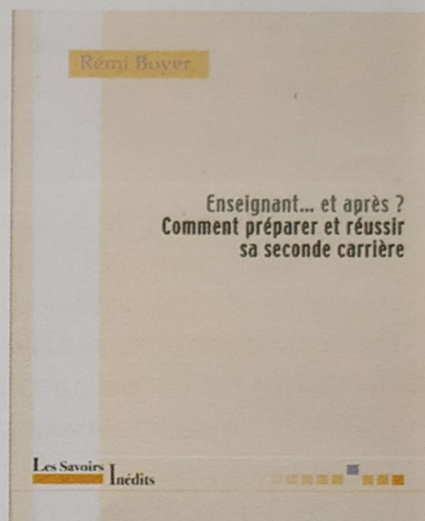 Rémi Boyer
Enseignant... et après ?
Comment préparer et réussir
sa seconde carrière
Les Savoirs Inédits